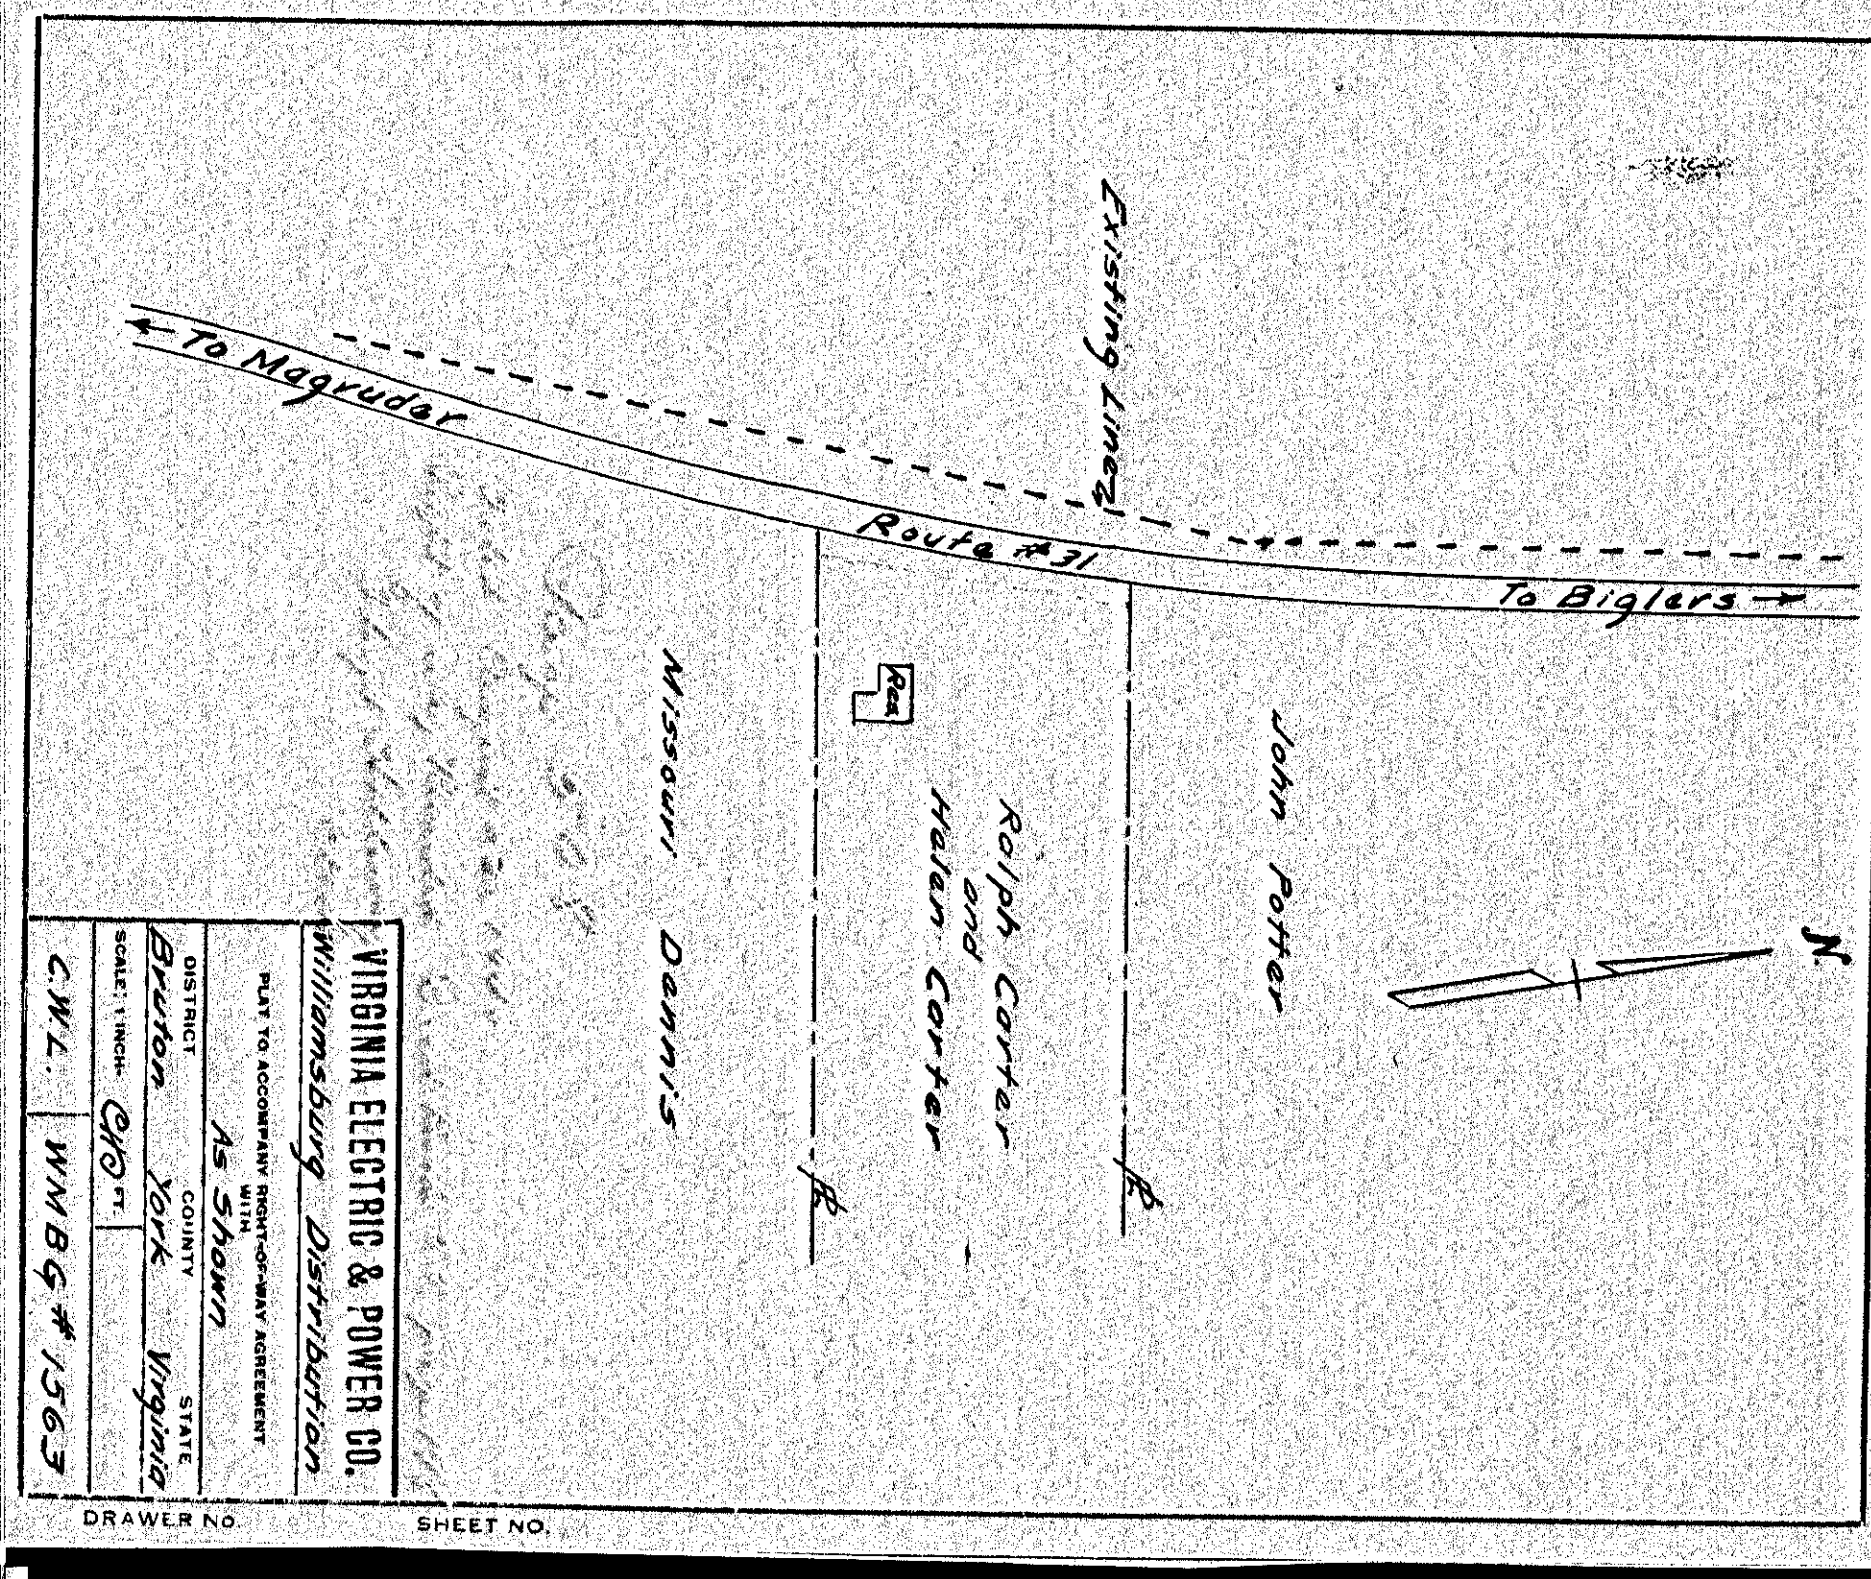 Existing Line
To Magruder
Route #31
To Biglers →
Res
Missouri Dennis
Ralph Carter
and
Helen Carter
John Potter
N.
VIRGINIA ELECTRIC & POWER CO.
Williamsburg Distribution
PLAT TO ACCOMPANY RIGHT-OF-WAY AGREEMENT
WITH
As Shown
DISTRICT COUNTY STATE
Bruton York Virginia
SCALE: 1 INCH= FT.
C.W.L. WMBG #1563
DRAWER NO.
SHEET NO.